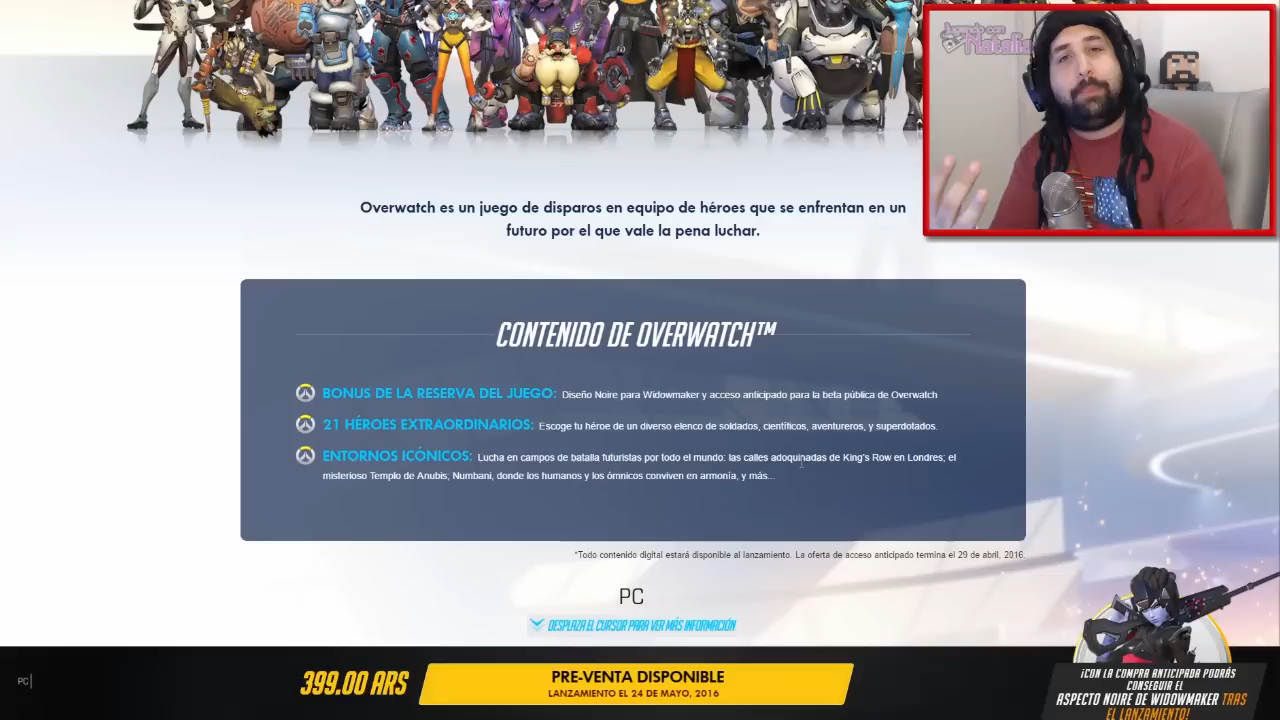 Jugando con
Natalia
Overwatch es un juego de disparos en equipo de héroes que se enfrentan en un
futuro por el que vale la pena luchar.
CONTENIDO DE OVERWATCH™
BONUS DE LA RESERVA DEL JUEGO: Diseño Noire para Widowmaker y acceso anticipado para la beta pública de Overwatch
21 HÉROES EXTRAORDINARIOS: Escoge tu héroe de un diverso elenco de soldados, científicos, aventureros, y superdotados.
ENTORNOS ICÓNICOS: Lucha en campos de batalla futuristas por todo el mundo: las calles adoquinadas de King's Row en Londres; el
misterioso Templo de Anubis; Numbani, donde los humanos y los ómnicos conviven en armonía, y más...
*Todo contenido digital estará disponible al lanzamiento. La oferta de acceso anticipado termina el 29 de abril, 2016.
PC
DESPLAZA EL CURSOR PARA VER MÁS INFORMACIÓN
PC
399.00 ARS
PRE-VENTA DISPONIBLE
LANZAMIENTO EL 24 DE MAYO, 2016
¡CON LA COMPRA ANTICIPADA PODRÁS
CONSEGUIR EL
ASPECTO NOIRE DE WIDOWMAKER TRAS
EL LANZAMIENTO!